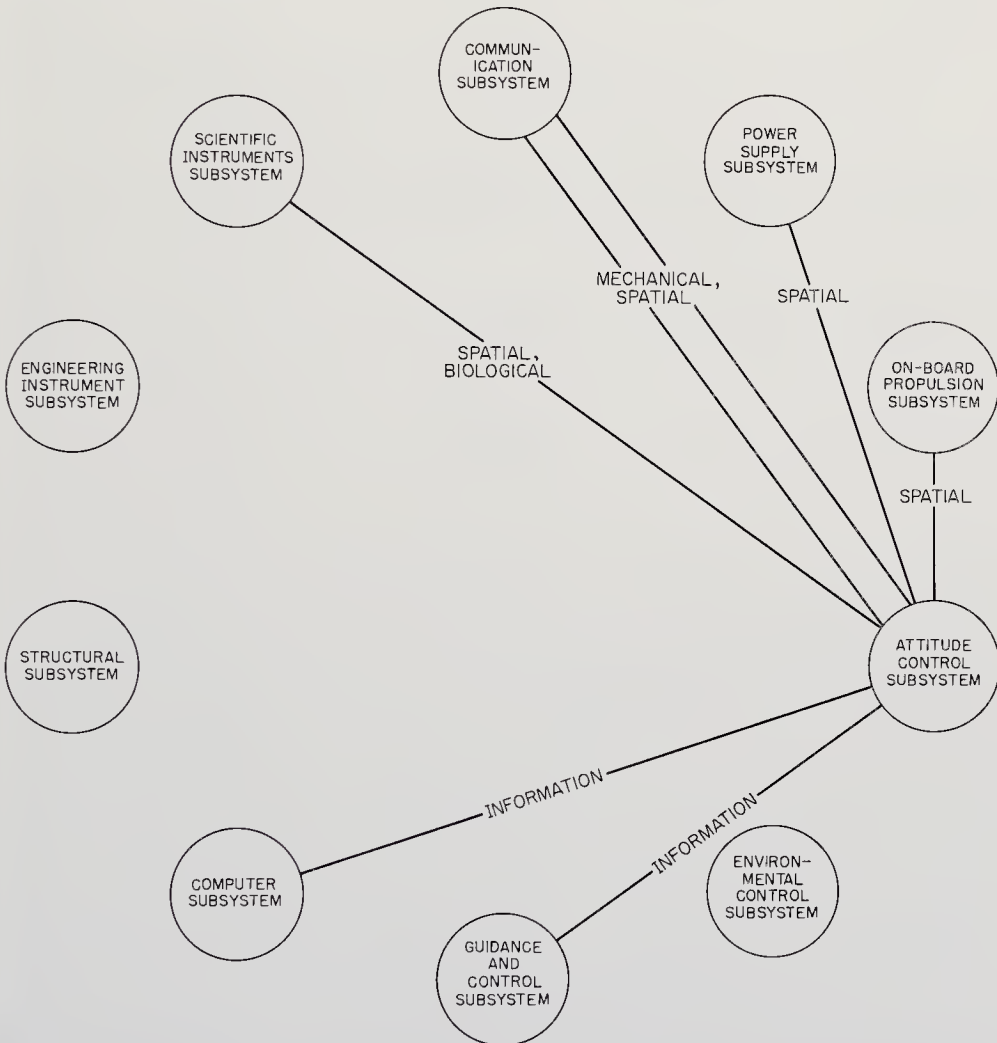 COMMUN-
ICATION
SUBSYSTEM
SCIENTIFIC
INSTRUMENTS
SUBSYSTEM
POWER
SUPPLY
SUBSYSTEM
MECHANICAL,
SPATIAL
SPATIAL
SPATIAL,
BIOLOGICAL
ENGINEERING
INSTRUMENT
SUBSYSTEM
ON-BOARD
PROPULSION
SUBSYSTEM
SPATIAL
STRUCTURAL
SUBSYSTEM
ATTITUDE
CONTROL
SUBSYSTEM
INFORMATION
INFORMATION
COMPUTER
SUBSYSTEM
ENVIRON-
MENTAL
CONTROL
SUBSYSTEM
GUIDANCE
AND
CONTROL
SUBSYSTEM